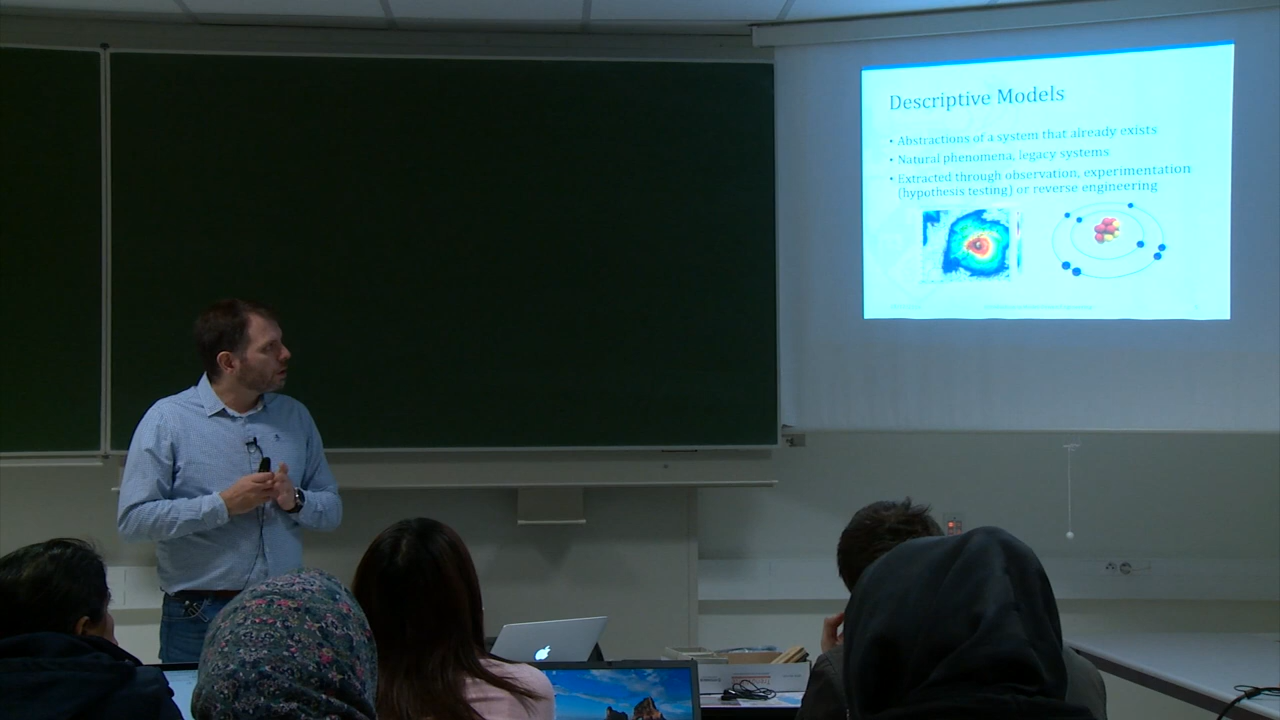 Descriptive Models
• Abstractions of a system that already exists
• Natural phenomena, legacy systems
• Extracted through observation, experimentation
(hypothesis testing) or reverse engineering